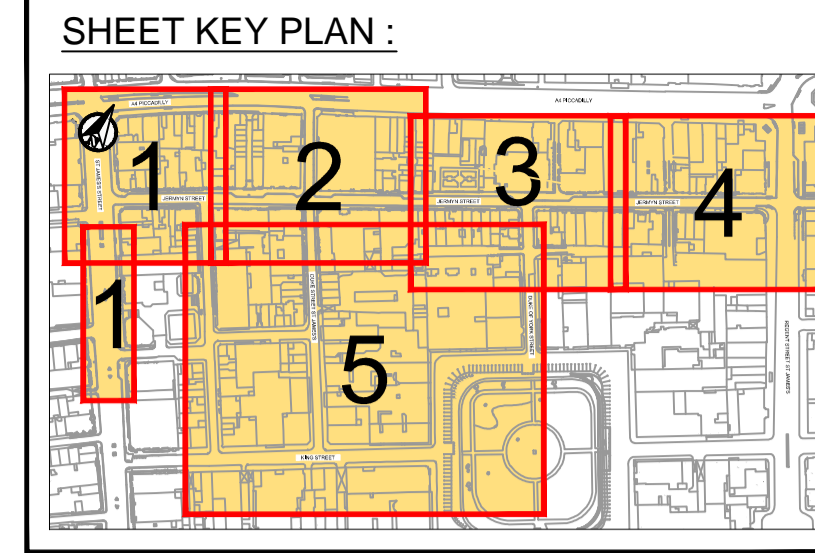 SHEET KEY PLAN :
A4 PICCADILLY
A4 PICCADILLY
1
2
3
4
ST JAMES'S STREET
JERMYN STREET
JERMYN STREET
JERMYN STREET
1
DUKE STREET ST JAMES'S
DUKE OF YORK STREET
REGENT STREET ST JAMES'S
5
KING STREET